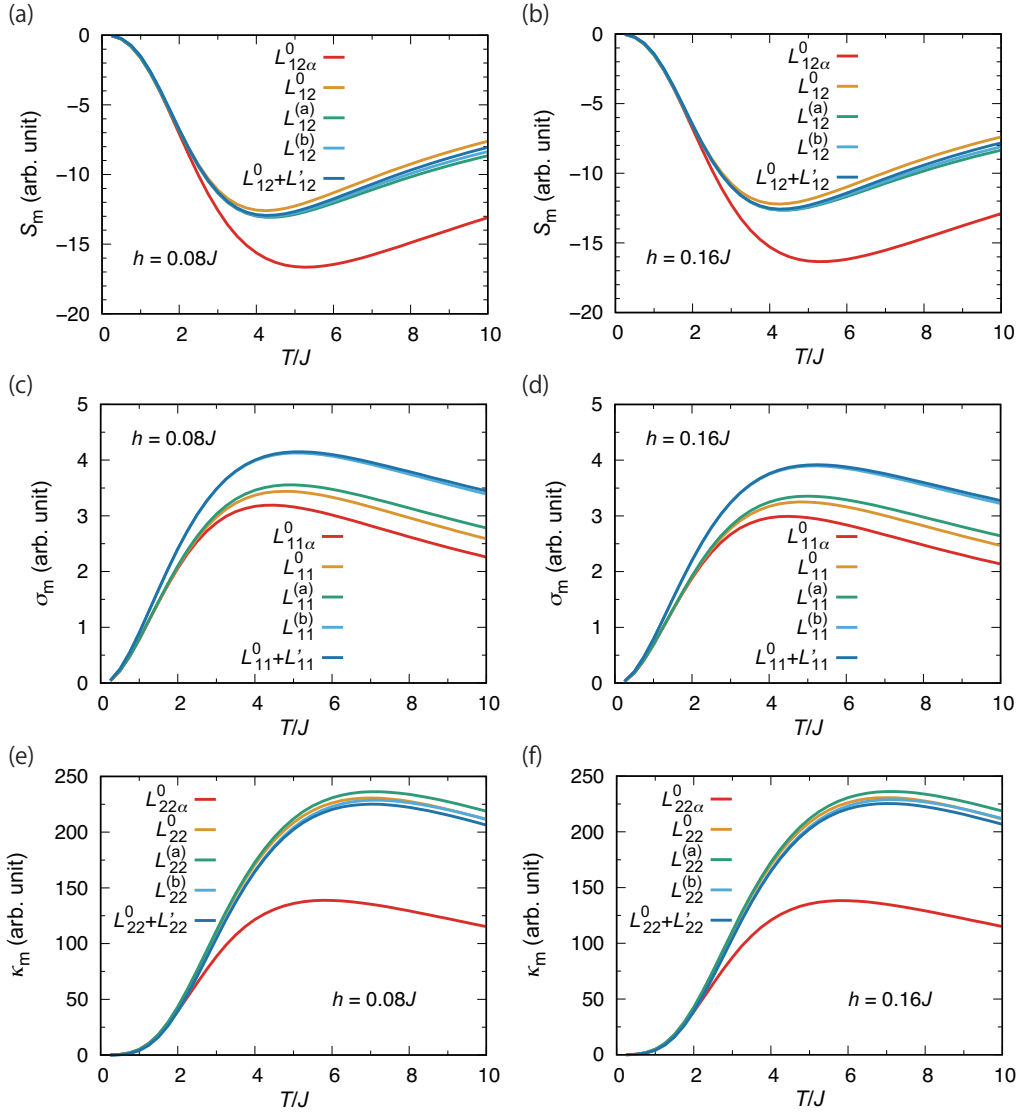 (a)
S_m (arb. unit)
0
−5
−10
−15
−20
L^0_{12α}
L^0_{12}
L^{(a)}_{12}
L^{(b)}_{12}
L^0_{12}+L'_{12}
h = 0.08J
0 2 4 6 8 10
T/J
(b)
S_m (arb. unit)
0
−5
−10
−15
−20
L^0_{12α}
L^0_{12}
L^{(a)}_{12}
L^{(b)}_{12}
L^0_{12}+L'_{12}
h = 0.16J
0 2 4 6 8 10
T/J
(c)
σ_m (arb. unit)
5
4
3
2
1
0
h = 0.08J
L^0_{11α}
L^0_{11}
L^{(a)}_{11}
L^{(b)}_{11}
L^0_{11}+L'_{11}
0 2 4 6 8 10
T/J
(d)
σ_m (arb. unit)
5
4
3
2
1
0
h = 0.16J
L^0_{11α}
L^0_{11}
L^{(a)}_{11}
L^{(b)}_{11}
L^0_{11}+L'_{11}
0 2 4 6 8 10
T/J
(e)
κ_m (arb. unit)
250
200
150
100
50
0
L^0_{22α}
L^0_{22}
L^{(a)}_{22}
L^{(b)}_{22}
L^0_{22}+L'_{22}
h = 0.08J
0 2 4 6 8 10
T/J
(f)
κ_m (arb. unit)
250
200
150
100
50
0
L^0_{22α}
L^0_{22}
L^{(a)}_{22}
L^{(b)}_{22}
L^0_{22}+L'_{22}
h = 0.16J
0 2 4 6 8 10
T/J